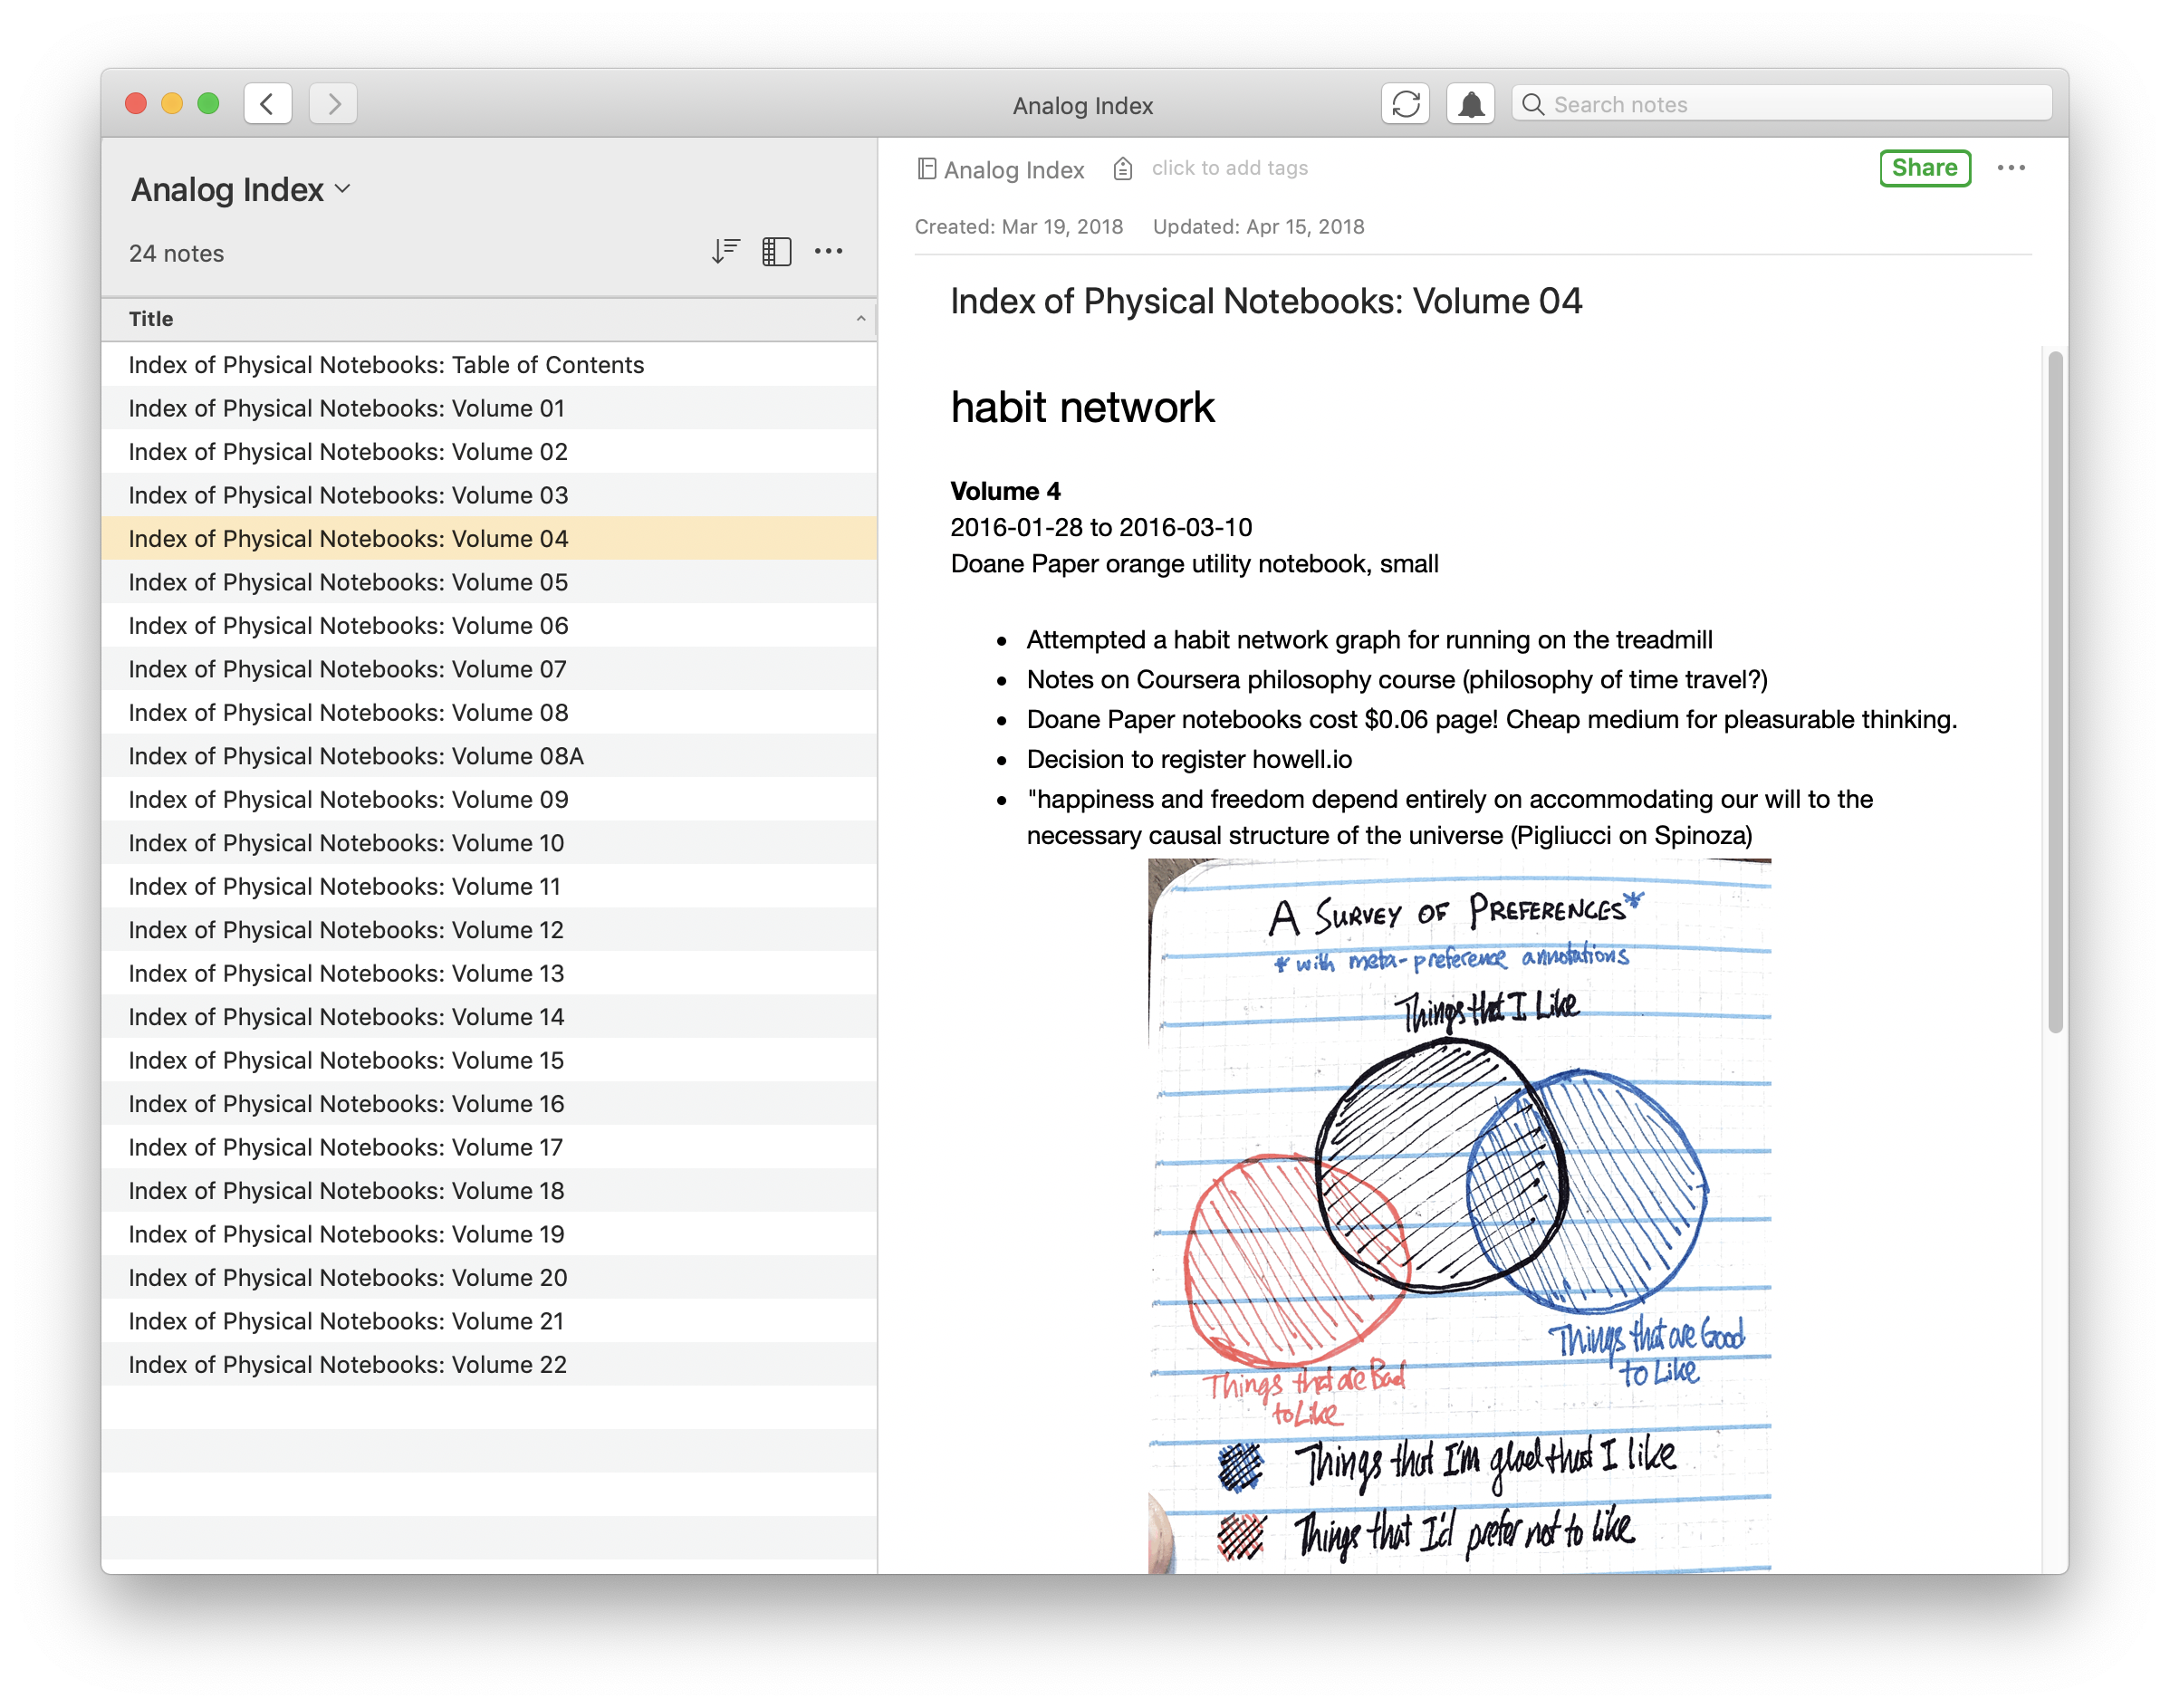 Analog Index
Search notes
Analog Index
24 notes
Title
Index of Physical Notebooks: Table of Contents
Index of Physical Notebooks: Volume 01
Index of Physical Notebooks: Volume 02
Index of Physical Notebooks: Volume 03
Index of Physical Notebooks: Volume 04
Index of Physical Notebooks: Volume 05
Index of Physical Notebooks: Volume 06
Index of Physical Notebooks: Volume 07
Index of Physical Notebooks: Volume 08
Index of Physical Notebooks: Volume 08A
Index of Physical Notebooks: Volume 09
Index of Physical Notebooks: Volume 10
Index of Physical Notebooks: Volume 11
Index of Physical Notebooks: Volume 12
Index of Physical Notebooks: Volume 13
Index of Physical Notebooks: Volume 14
Index of Physical Notebooks: Volume 15
Index of Physical Notebooks: Volume 16
Index of Physical Notebooks: Volume 17
Index of Physical Notebooks: Volume 18
Index of Physical Notebooks: Volume 19
Index of Physical Notebooks: Volume 20
Index of Physical Notebooks: Volume 21
Index of Physical Notebooks: Volume 22
Analog Index click to add tags Share
Created: Mar 19, 2018 Updated: Apr 15, 2018
Index of Physical Notebooks: Volume 04
habit network
Volume 4
2016-01-28 to 2016-03-10
Doane Paper orange utility notebook, small
• Attempted a habit network graph for running on the treadmill
• Notes on Coursera philosophy course (philosophy of time travel?)
• Doane Paper notebooks cost $0.06 page! Cheap medium for pleasurable thinking.
• Decision to register howell.io
• "happiness and freedom depend entirely on accommodating our will to the
necessary causal structure of the universe (Pigliucci on Spinoza)
A SURVEY OF PREFERENCES*
* with meta-preference annotations
Things that I Like
Things that are Good
to Like
Things that are Bad
to Like
Things that I'm glad that I like
Things that I'd prefer not to like